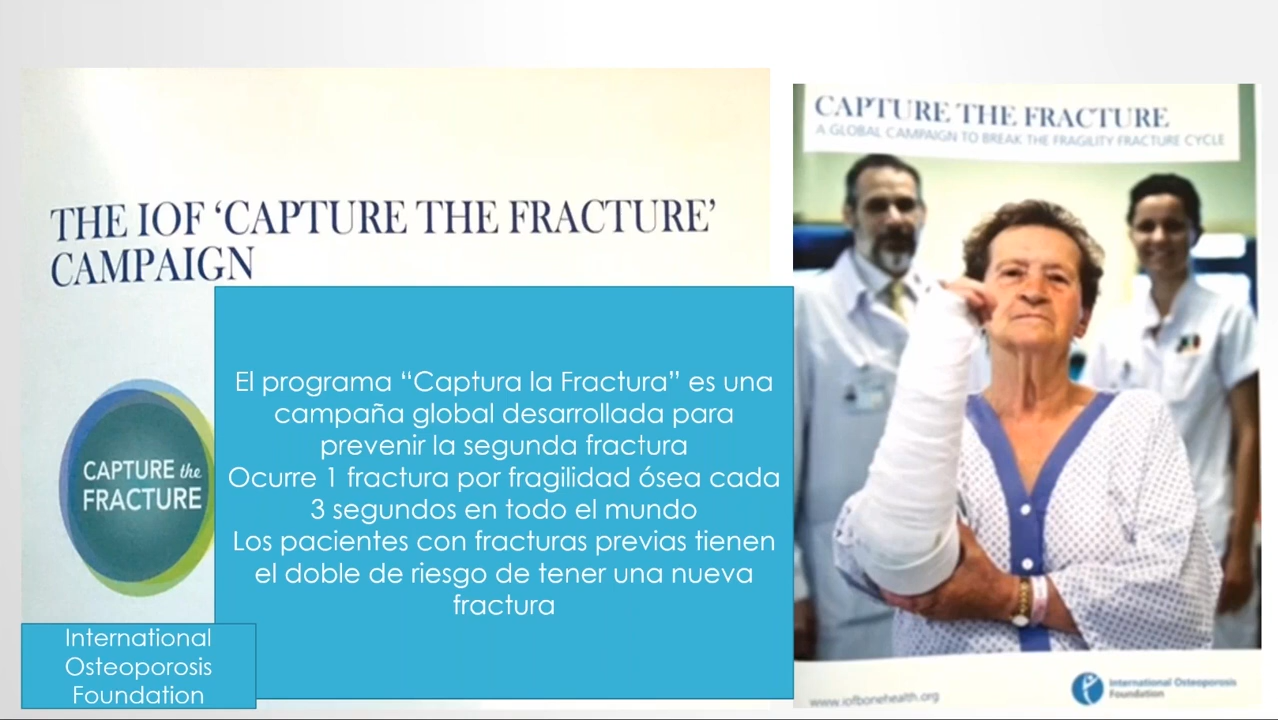 THE IOF ‘CAPTURE THE FRACTURE’
CAMPAIGN
CAPTURE the
FRACTURE
El programa “Captura la Fractura” es una
campaña global desarrollada para
prevenir la segunda fractura
Ocurre 1 fractura por fragilidad ósea cada
3 segundos en todo el mundo
Los pacientes con fracturas previas tienen
el doble de riesgo de tener una nueva
fractura
International
Osteoporosis
Foundation
CAPTURE THE FRACTURE
A GLOBAL CAMPAIGN TO BREAK THE FRAGILITY FRACTURE CYCLE
www.iofbonehealth.org
International Osteoporosis
Foundation